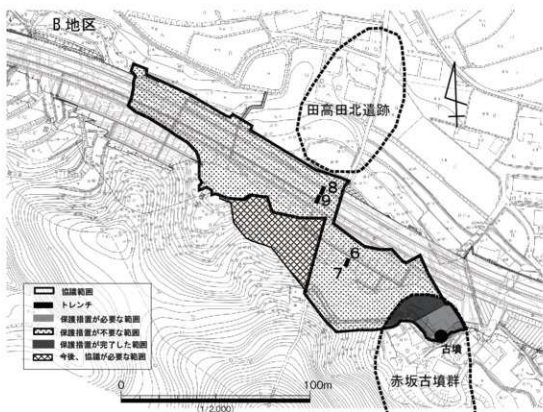 B地区
田高田北遺跡
8
9
6
7
協議範囲
トレンチ
保護措置が必要な範囲
保護措置が不要な範囲
保護措置が完了した範囲
今後、協議が必要な範囲
古墳
赤坂古墳群
0 100m
(1/2,000)